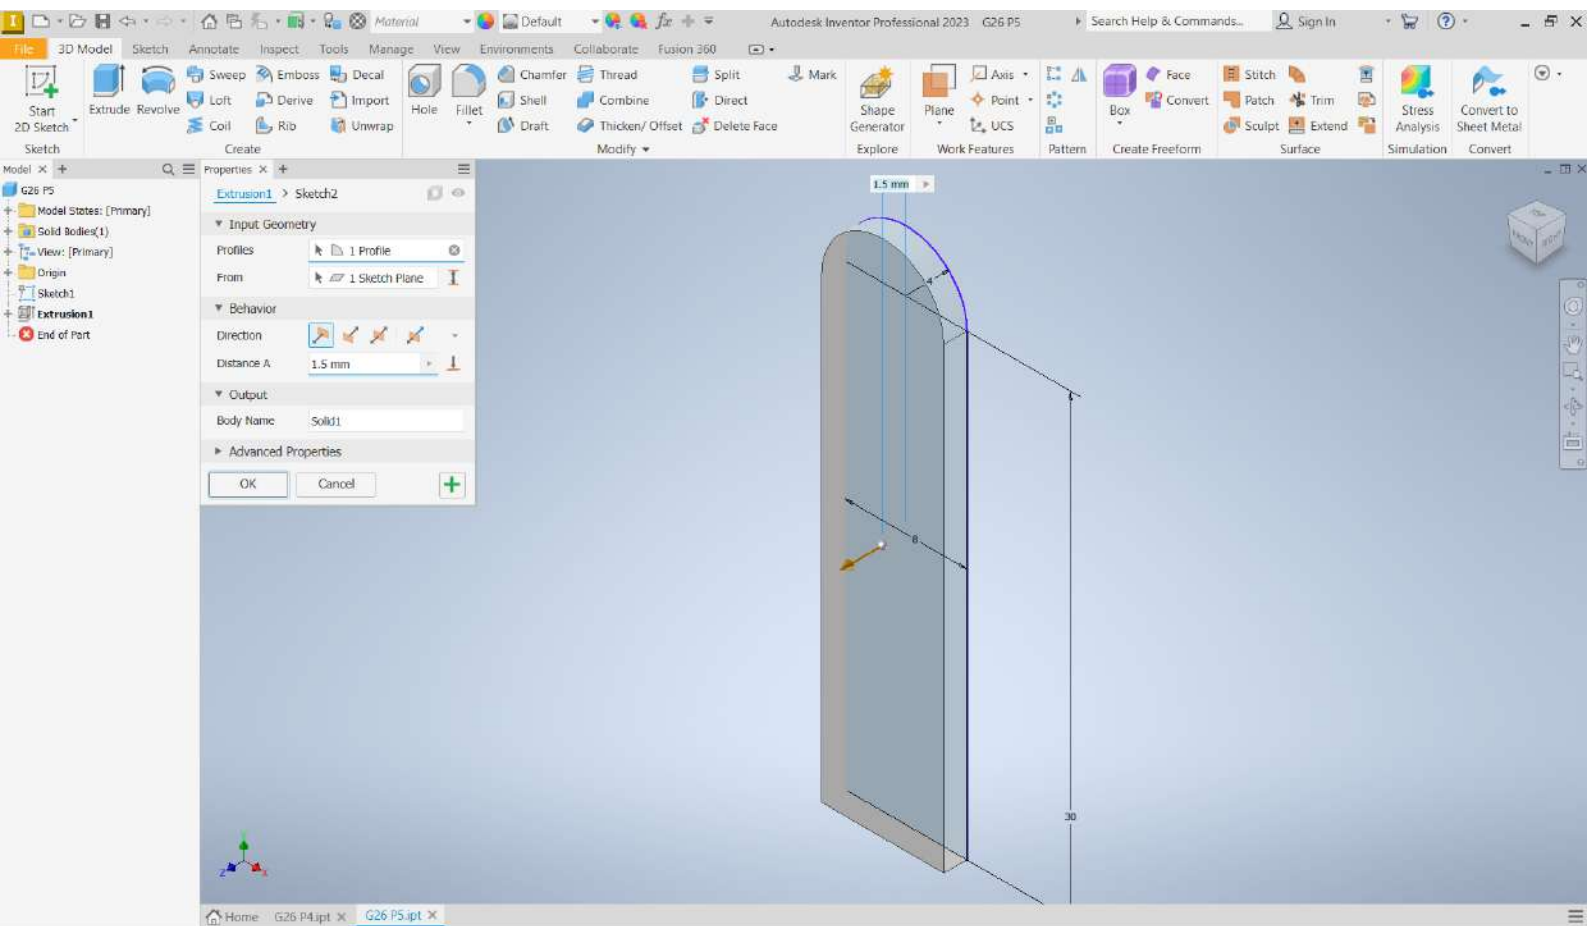 I Material Default fx Autodesk Inventor Professional 2023 G26 P5 Search Help & Commands... Sign In ?
File 3D Model Sketch Annotate Inspect Tools Manage View Environments Collaborate Fusion 360
Sweep Emboss Decal Chamfer Thread Split Mark Axis Face Stitch
Start 2D Sketch Extrude Revolve Loft Derive Import Hole Fillet Shell Combine Direct Shape Generator Plane Point Box Convert Patch Trim Stress Analysis Convert to Sheet Metal
Coil Rib Unwrap Draft Thicken/ Offset Delete Face UCS Sculpt Extend
Sketch Create Modify Explore Work Features Pattern Create Freeform Surface Simulation Convert
Model × + Properties × +
G26 P5
Model States: [Primary]
Solid Bodies(1)
View: [Primary]
Origin
Sketch1
Extrusion1
End of Part
Extrusion1 > Sketch2
Input Geometry
Profiles 1 Profile
From 1 Sketch Plane
Behavior
Direction
Distance A 1.5 mm
Output
Body Name Solid1
Advanced Properties
OK Cancel +
1.5 mm
4
8
30
FRONT RIGHT
Y
Z X
Home G26 P4.ipt × G26 P5.ipt ×